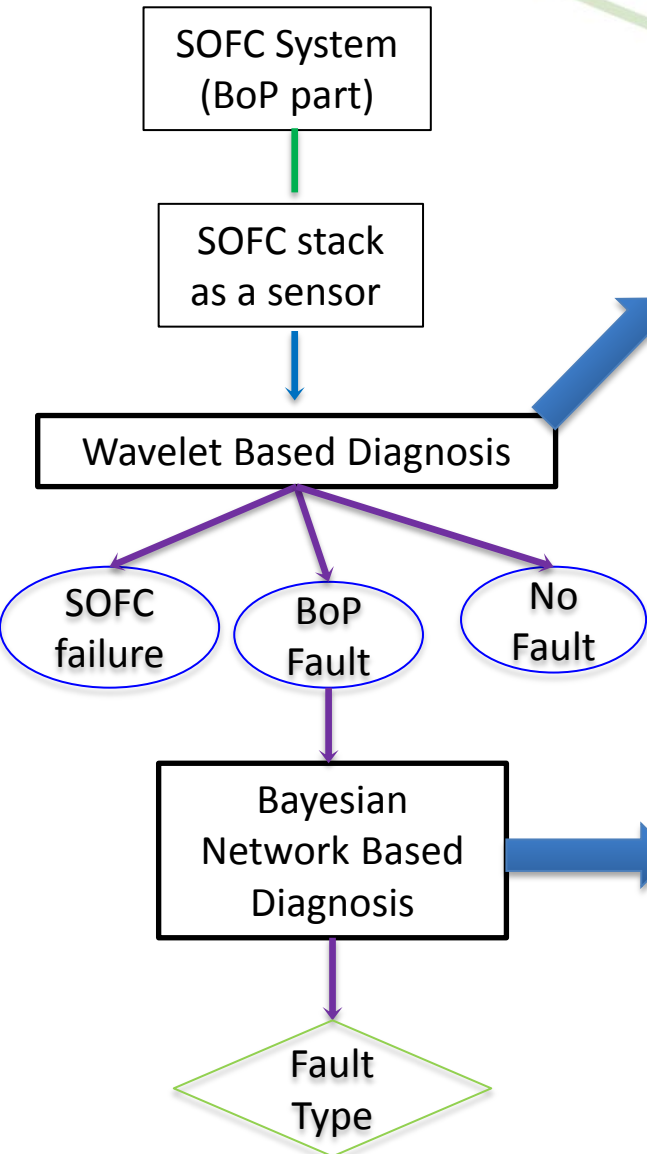 SOFC System
(BoP part)
SOFC stack
as a sensor
Wavelet Based Diagnosis
SOFC
failure
BoP
Fault
No
Fault
Bayesian
Network Based
Diagnosis
Fault
Type